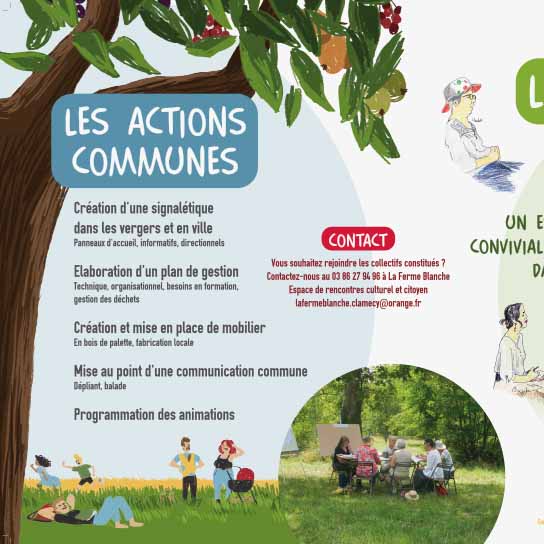 LES ACTIONS
COMMUNES
Création d'une signalétique
dans les vergers et en ville
Panneaux d'accueil, informatifs, directionnels
Elaboration d'un plan de gestion
Technique, organisationnel, besoins en formation,
gestion des déchets
Création et mise en place de mobilier
En bois de palette, fabrication locale
Mise au point d'une communication commune
Dépliant, balade
Programmation des animations
CONTACT
Vous souhaitez rejoindre les collectifs constitués ?
Contactez-nous au 03 86 27 94 96 à La Ferme Blanche
Espace de rencontres culturel et citoyen
lafermeblanche.clamecy@orange.fr
L
UN E
CONVIVIAL
DA